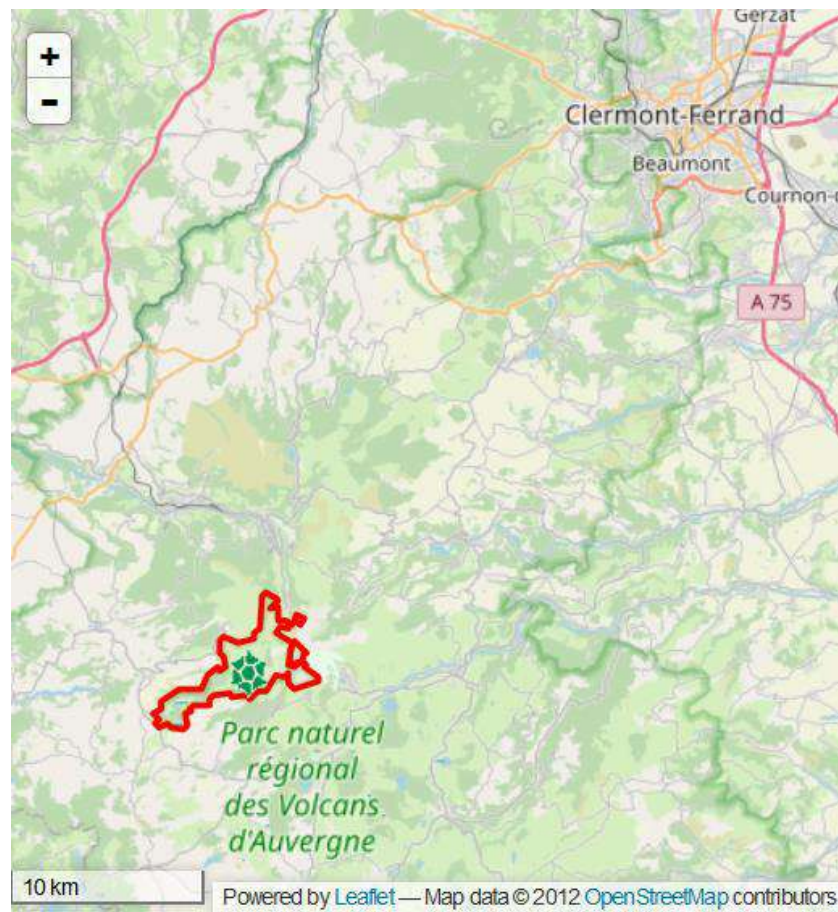 Gerzat
+
-
Clermont-Ferrand
Beaumont
Cournon-d
A 75
Parc naturel
régional
des Volcans
d'Auvergne
10 km
Powered by Leaflet — Map data © 2012 OpenStreetMap contributors